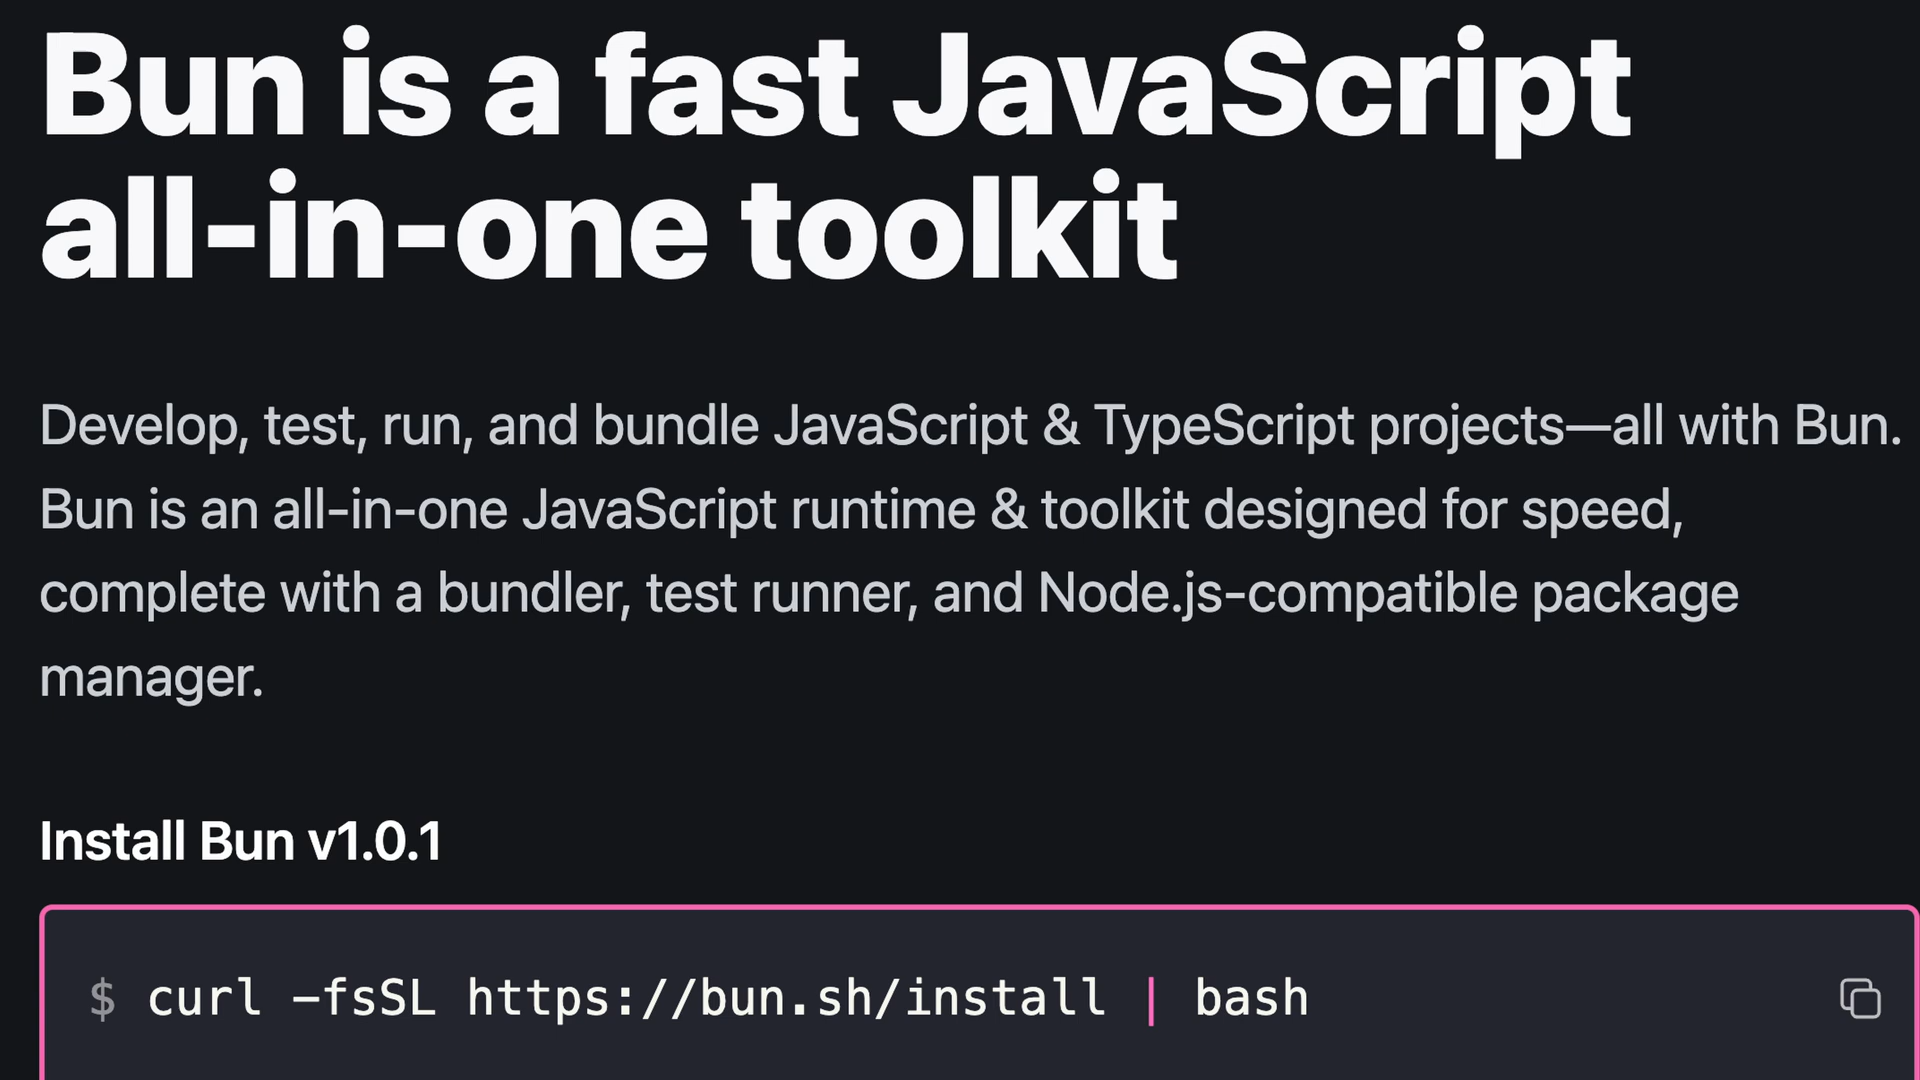 Bun is a fast JavaScript
all-in-one toolkit
Develop, test, run, and bundle JavaScript & TypeScript projects—all with Bun.
Bun is an all-in-one JavaScript runtime & toolkit designed for speed,
complete with a bundler, test runner, and Node.js-compatible package
manager.
Install Bun v1.0.1
$ curl -fsSL https://bun.sh/install | bash